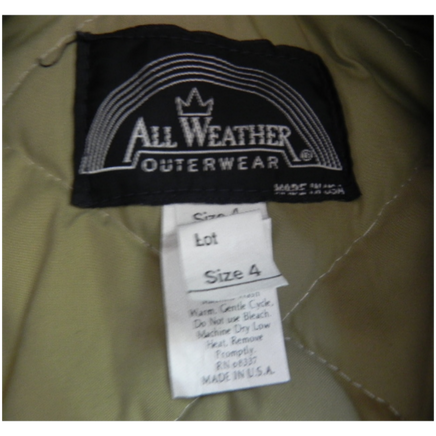 ALL WEATHER ®
OUTERWEAR
MADE IN USA
Size 4
Lot
Size 4
Warm, Gentle Cycle,
Do Not use Bleach.
Machine Dry Low
Heat. Remove
Promptly.
MADE IN U.S.A.